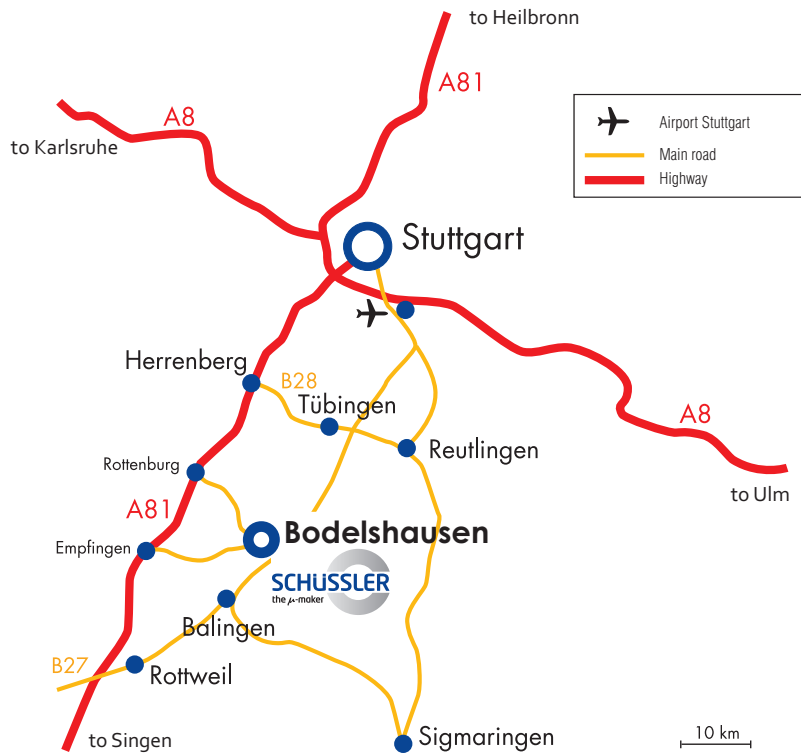 to Heilbronn
A81
A8
to Karlsruhe
Airport Stuttgart
Main road
Highway
Stuttgart
Herrenberg
B28
Tübingen
Reutlingen
A8
Rottenburg
to Ulm
A81
Bodelshausen
Empfingen
SCHÜSSLER
the µ-maker
Balingen
B27
Rottweil
to Singen
Sigmaringen
10 km